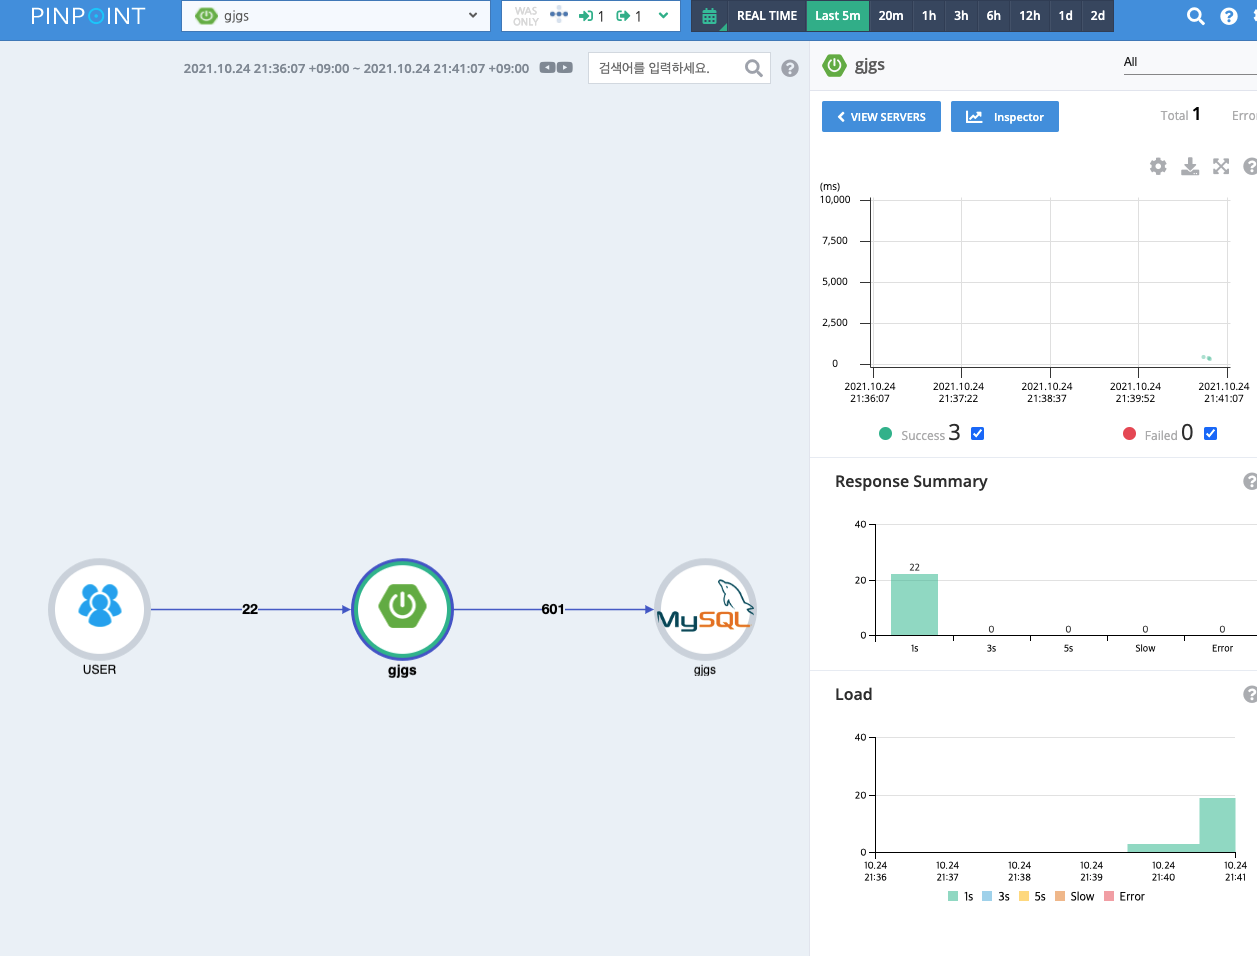 PINPOINT
gjgs
WAS ONLY
1
1
REAL TIME
Last 5m
20m
1h
3h
6h
12h
1d
2d
2021.10.24 21:36:07 +09:00 ~ 2021.10.24 21:41:07 +09:00
검색어를 입력하세요.
gjgs
All
VIEW SERVERS
Inspector
Total 1
Erro
(ms)
10,000
7,500
5,000
2,500
0
2021.10.24 21:36:07
2021.10.24 21:37:22
2021.10.24 21:38:37
2021.10.24 21:39:52
2021.10.24 21:41:07
Success 3
Failed 0
Response Summary
40
20
0
22
0
0
0
0
1s
3s
5s
Slow
Error
Load
40
20
0
10.24 21:36
10.24 21:37
10.24 21:38
10.24 21:39
10.24 21:40
10.24 21:41
1s
3s
5s
Slow
Error
22
601
MySQL
USER
gjgs
gjgs